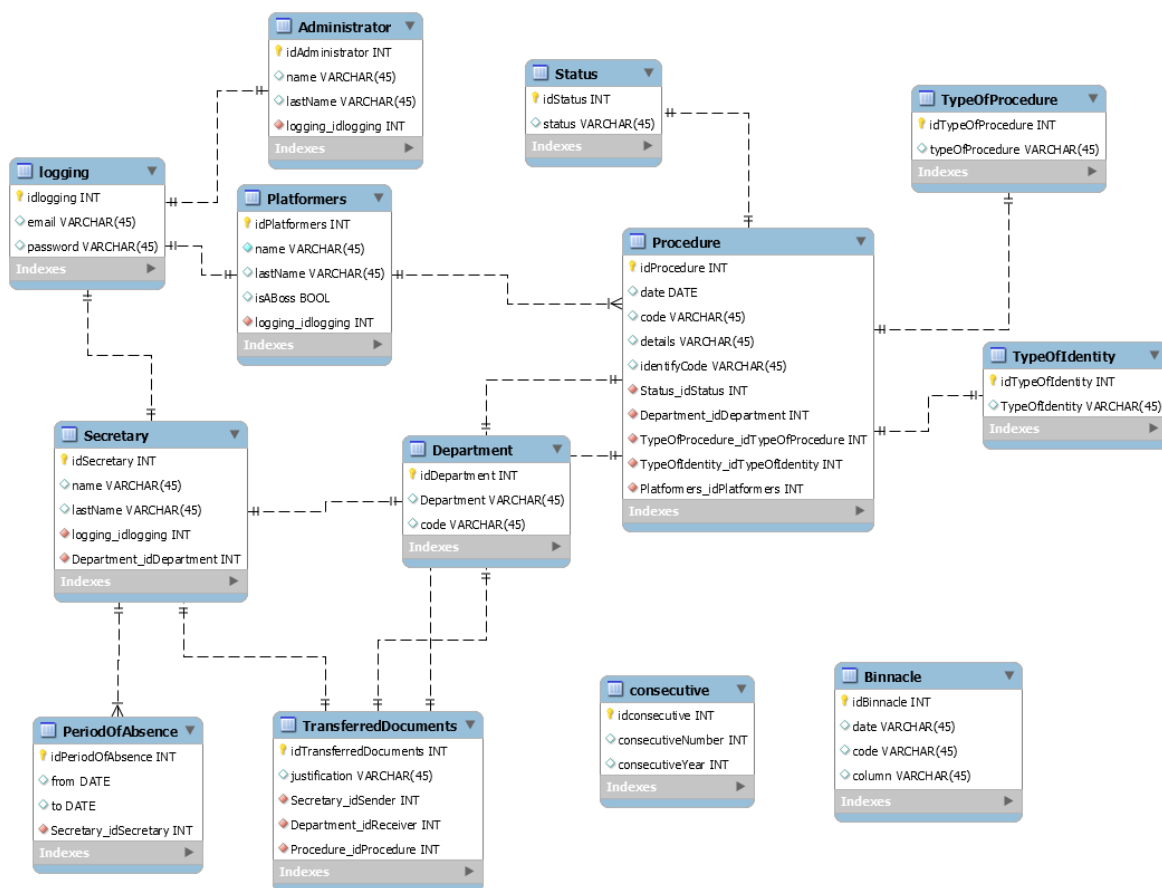 Administrator
idAdministrator INT
name VARCHAR(45)
lastName VARCHAR(45)
logging_idlogging INT
Indexes
Status
idStatus INT
status VARCHAR(45)
Indexes
TypeOfProcedure
idTypeOfProcedure INT
typeOfProcedure VARCHAR(45)
Indexes
logging
idlogging INT
email VARCHAR(45)
password VARCHAR(45)
Indexes
Platformers
idPlatformers INT
name VARCHAR(45)
lastName VARCHAR(45)
isABoss BOOL
logging_idlogging INT
Indexes
Procedure
idProcedure INT
date DATE
code VARCHAR(45)
details VARCHAR(45)
identifyCode VARCHAR(45)
Status_idStatus INT
Department_idDepartment INT
TypeOfProcedure_idTypeOfProcedure INT
TypeOfIdentity_idTypeOfIdentity INT
Platformers_idPlatformers INT
Indexes
TypeOfIdentity
idTypeOfIdentity INT
TypeOfIdentity VARCHAR(45)
Indexes
Secretary
idSecretary INT
name VARCHAR(45)
lastName VARCHAR(45)
logging_idlogging INT
Department_idDepartment INT
Indexes
Department
idDepartment INT
Department VARCHAR(45)
code VARCHAR(45)
Indexes
PeriodOfAbsence
idPeriodOfAbsence INT
from DATE
to DATE
Secretary_idSecretary INT
Indexes
TransferredDocuments
idTransferredDocuments INT
justification VARCHAR(45)
Secretary_idSender INT
Department_idReceiver INT
Procedure_idProcedure INT
Indexes
consecutive
idconsecutive INT
consecutiveNumber INT
consecutiveYear INT
Indexes
Binnacle
idBinnacle INT
date VARCHAR(45)
code VARCHAR(45)
column VARCHAR(45)
Indexes